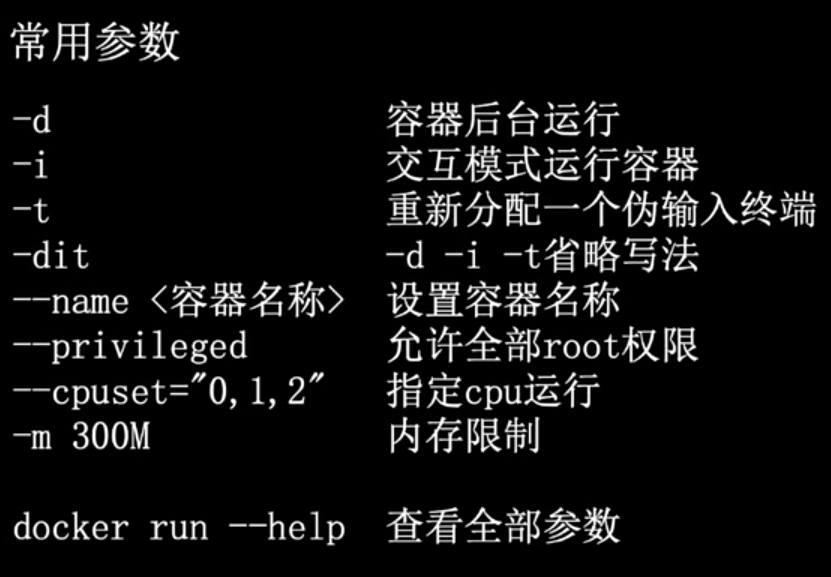 常用参数
-d 容器后台运行
-i 交互模式运行容器
-t 重新分配一个伪输入终端
-dit -d -i -t省略写法
--name <容器名称> 设置容器名称
--privileged 允许全部root权限
--cpuset="0,1,2" 指定cpu运行
-m 300M 内存限制
docker run --help 查看全部参数